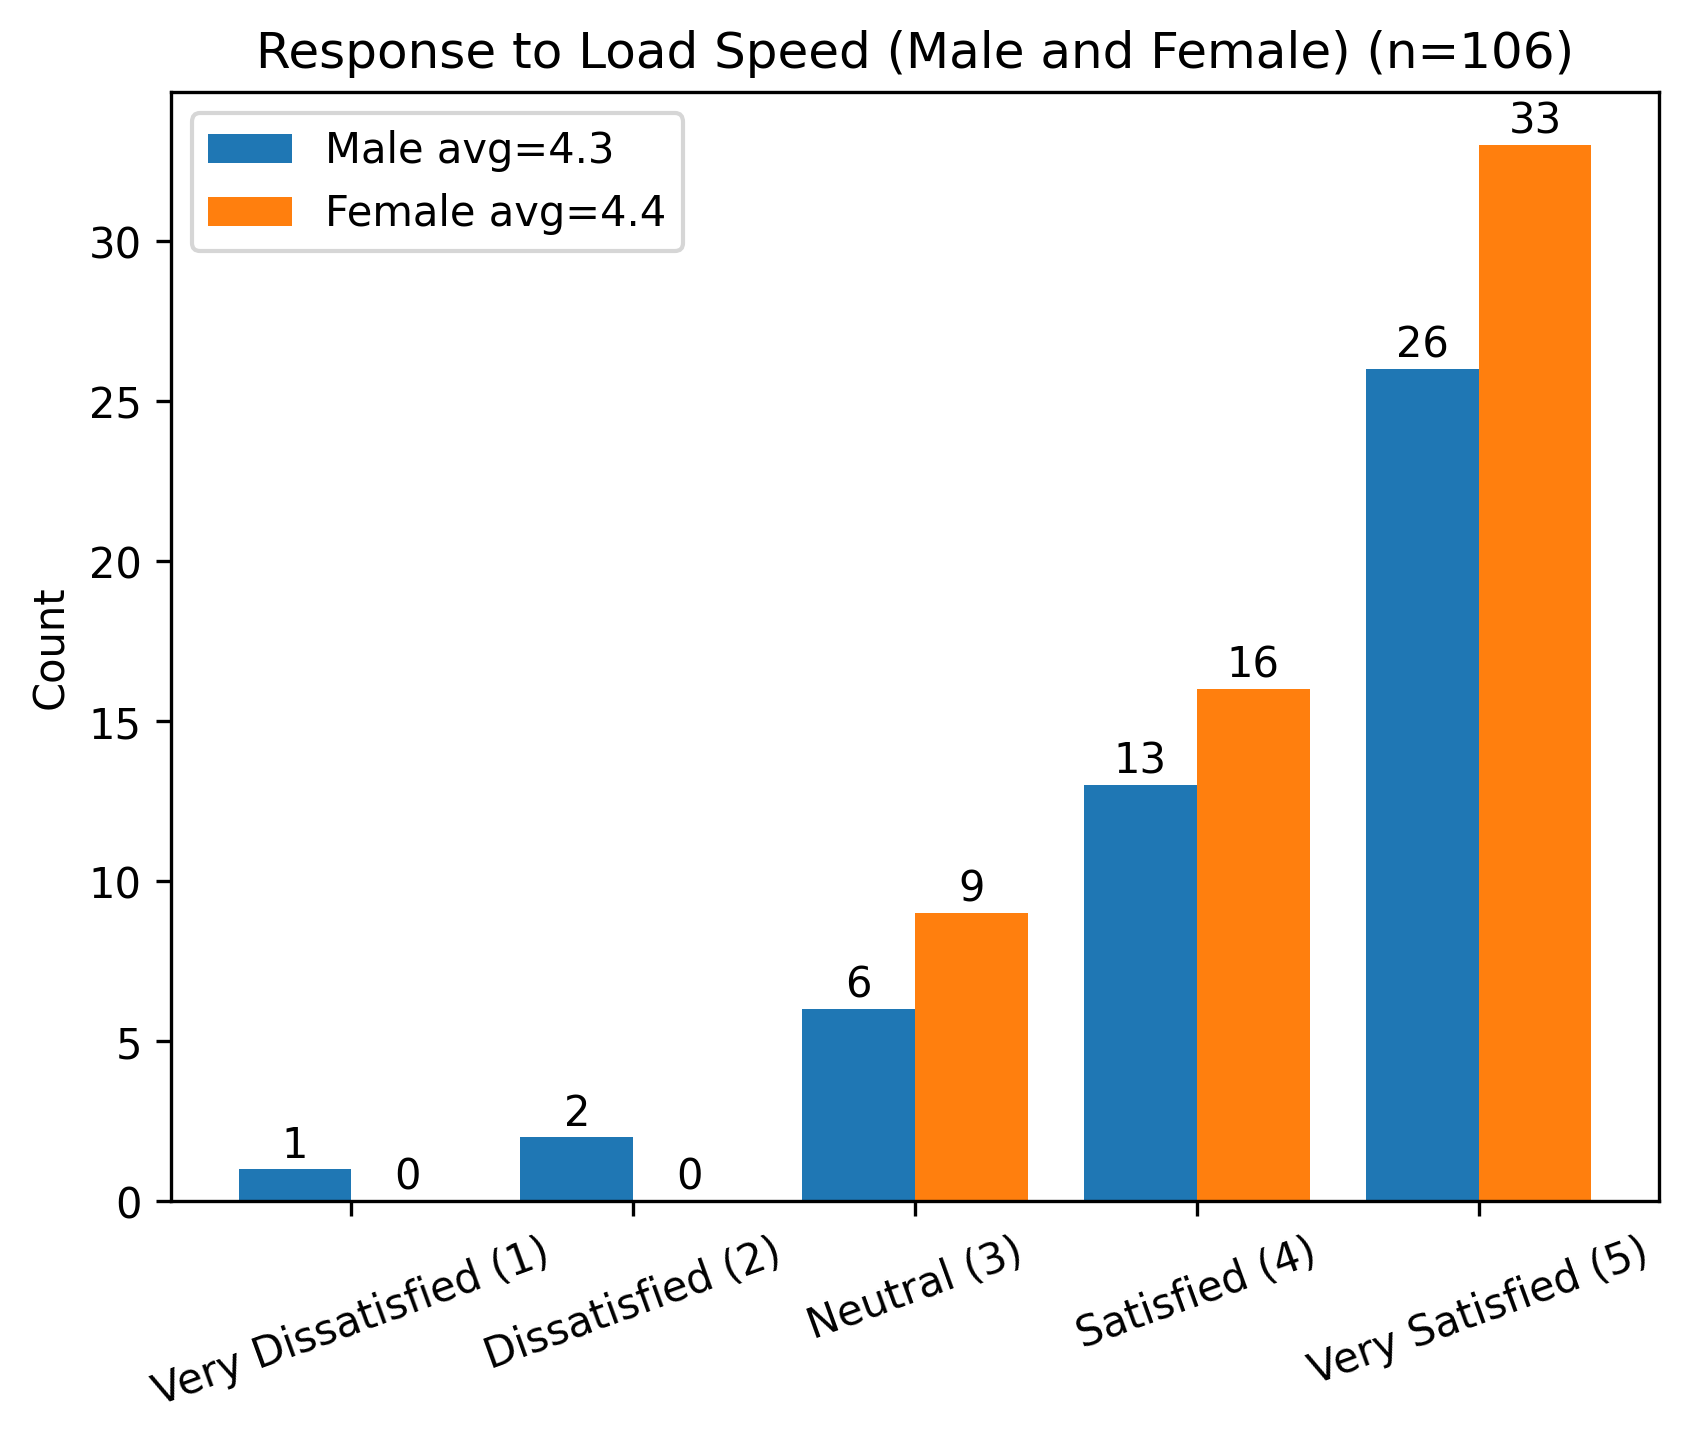 Response to Load Speed (Male and Female) (n=106)
Male avg=4.3
Female avg=4.4
Count
30
25
20
15
10
5
0
1
0
2
0
6
9
13
16
26
33
Very Dissatisfied (1)
Dissatisfied (2)
Neutral (3)
Satisfied (4)
Very Satisfied (5)